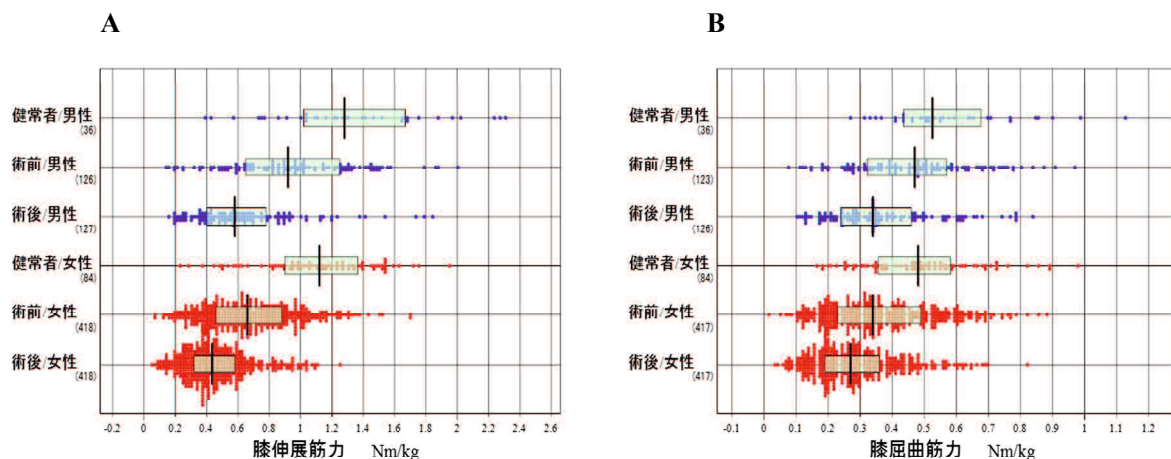 A
健常者/男性
(36)
術前/男性
(126)
術後/男性
(127)
健常者/女性
(84)
術前/女性
(418)
術後/女性
(418)
-0.2 0 0.2 0.4 0.6 0.8 1 1.2 1.4 1.6 1.8 2 2.2 2.4 2.6
膝伸展筋力 Nm/kg
B
健常者/男性
(36)
術前/男性
(123)
術後/男性
(126)
健常者/女性
(84)
術前/女性
(417)
術後/女性
(417)
-0.1 0 0.1 0.2 0.3 0.4 0.5 0.6 0.7 0.8 0.9 1 1.1 1.2
膝屈曲筋力 Nm/kg